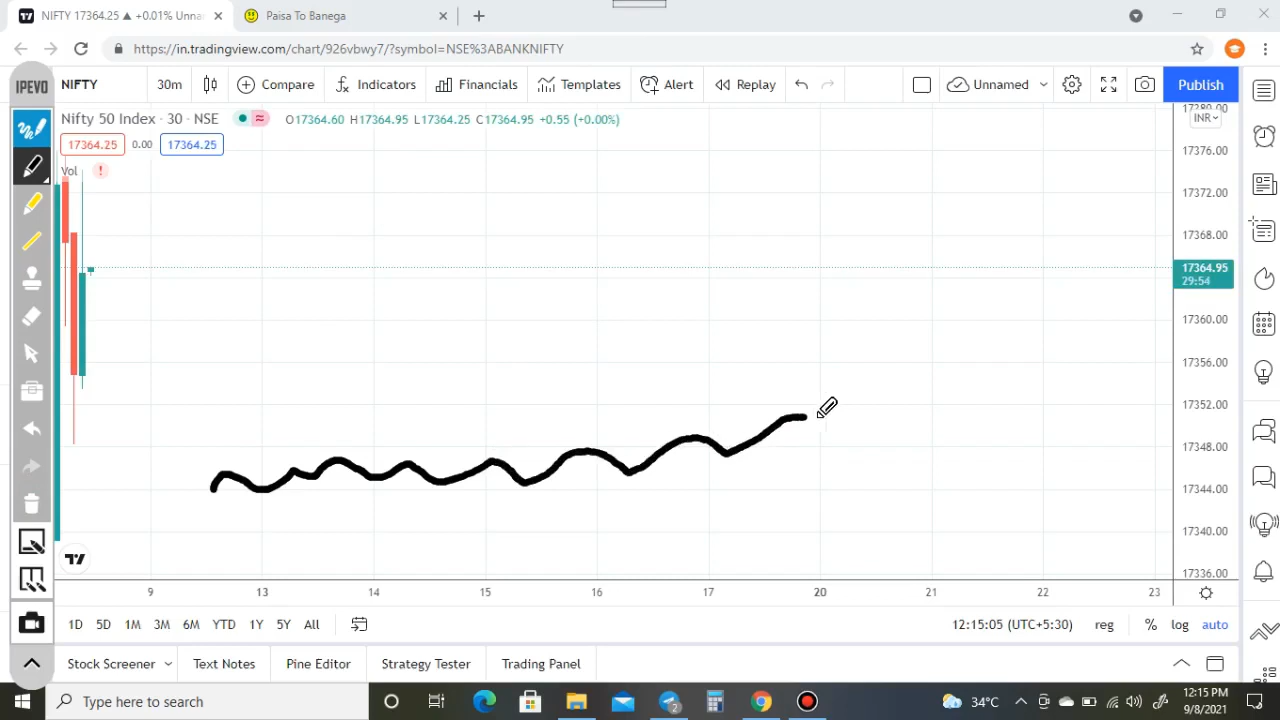 NIFTY 17364.25 ▲ +0.01% Unnar
Paisa To Banega
https://in.tradingview.com/chart/926vbwy7/?symbol=NSE%3ABANKNIFTY
IPEVO
NIFTY 30m Compare Indicators Financials Templates Alert Replay Unnamed Publish
Nifty 50 Index · 30 · NSE O17364.60 H17364.95 L17364.25 C17364.95 +0.55 (+0.00%)
17364.25 0.00 17364.25
Vol !
17280.00
INR
17376.00
17372.00
17368.00
17364.95
29:54
17360.00
17356.00
17352.00
17348.00
17344.00
17340.00
17336.00
9 13 14 15 16 17 20 21 22 23
1D 5D 1M 3M 6M YTD 1Y 5Y All 12:15:05 (UTC+5:30) reg % log auto
Stock Screener Text Notes Pine Editor Strategy Tester Trading Panel
Type here to search
2
34°C
12:15 PM
9/8/2021